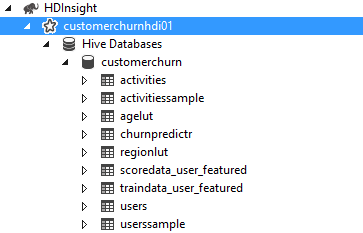 HDInsight
customerchurnhdi01
Hive Databases
customerchurn
activities
activitiessample
agelut
churnpredictr
regionlut
scoredata_user_featured
traindata_user_featured
users
userssample